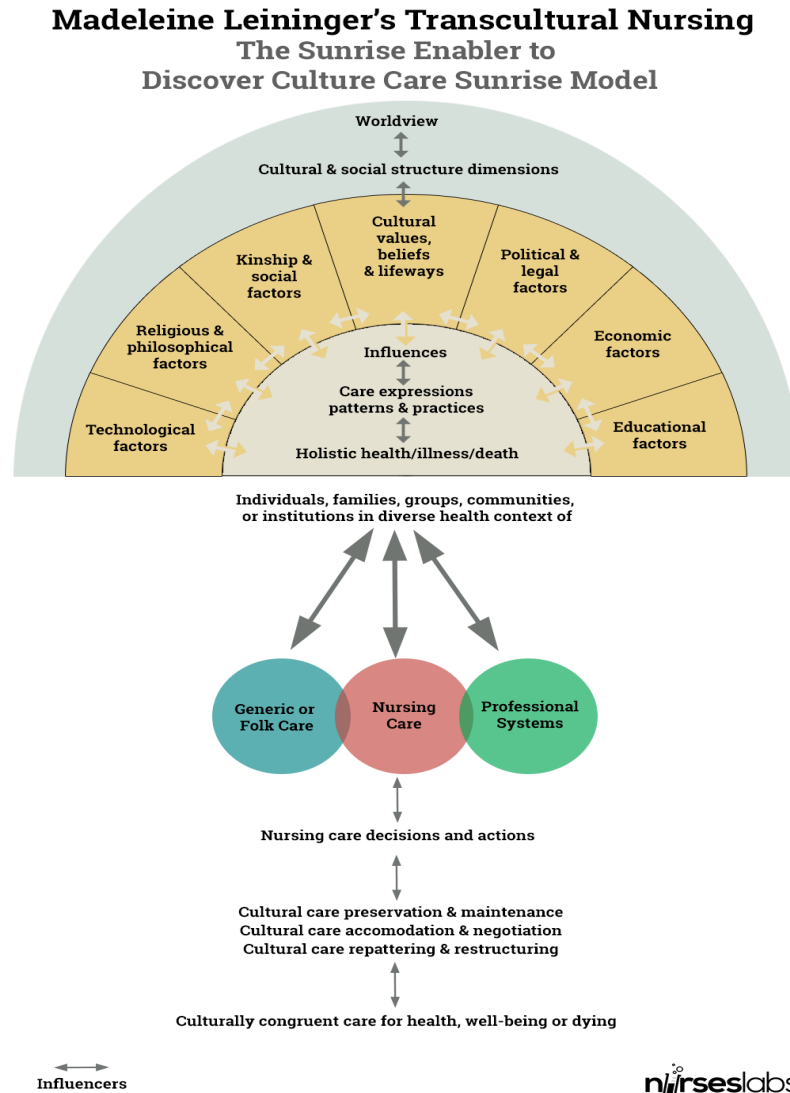 Madeleine Leininger's Transcultural Nursing
The Sunrise Enabler to
Discover Culture Care Sunrise Model
Worldview
Cultural & social structure dimensions
Cultural
values,
beliefs
& lifeways
Kinship &
social
factors
Political &
legal
factors
Religious &
philosophical
factors
Economic
factors
Technological
factors
Educational
factors
Influences
Care expressions
patterns & practices
Holistic health/illness/death
Individuals, families, groups, communities,
or institutions in diverse health context of
Generic or
Folk Care
Nursing
Care
Professional
Systems
Nursing care decisions and actions
Cultural care preservation & maintenance
Cultural care accomodation & negotiation
Cultural care repattering & restructuring
Culturally congruent care for health, well-being or dying
Influencers
nurseslabs